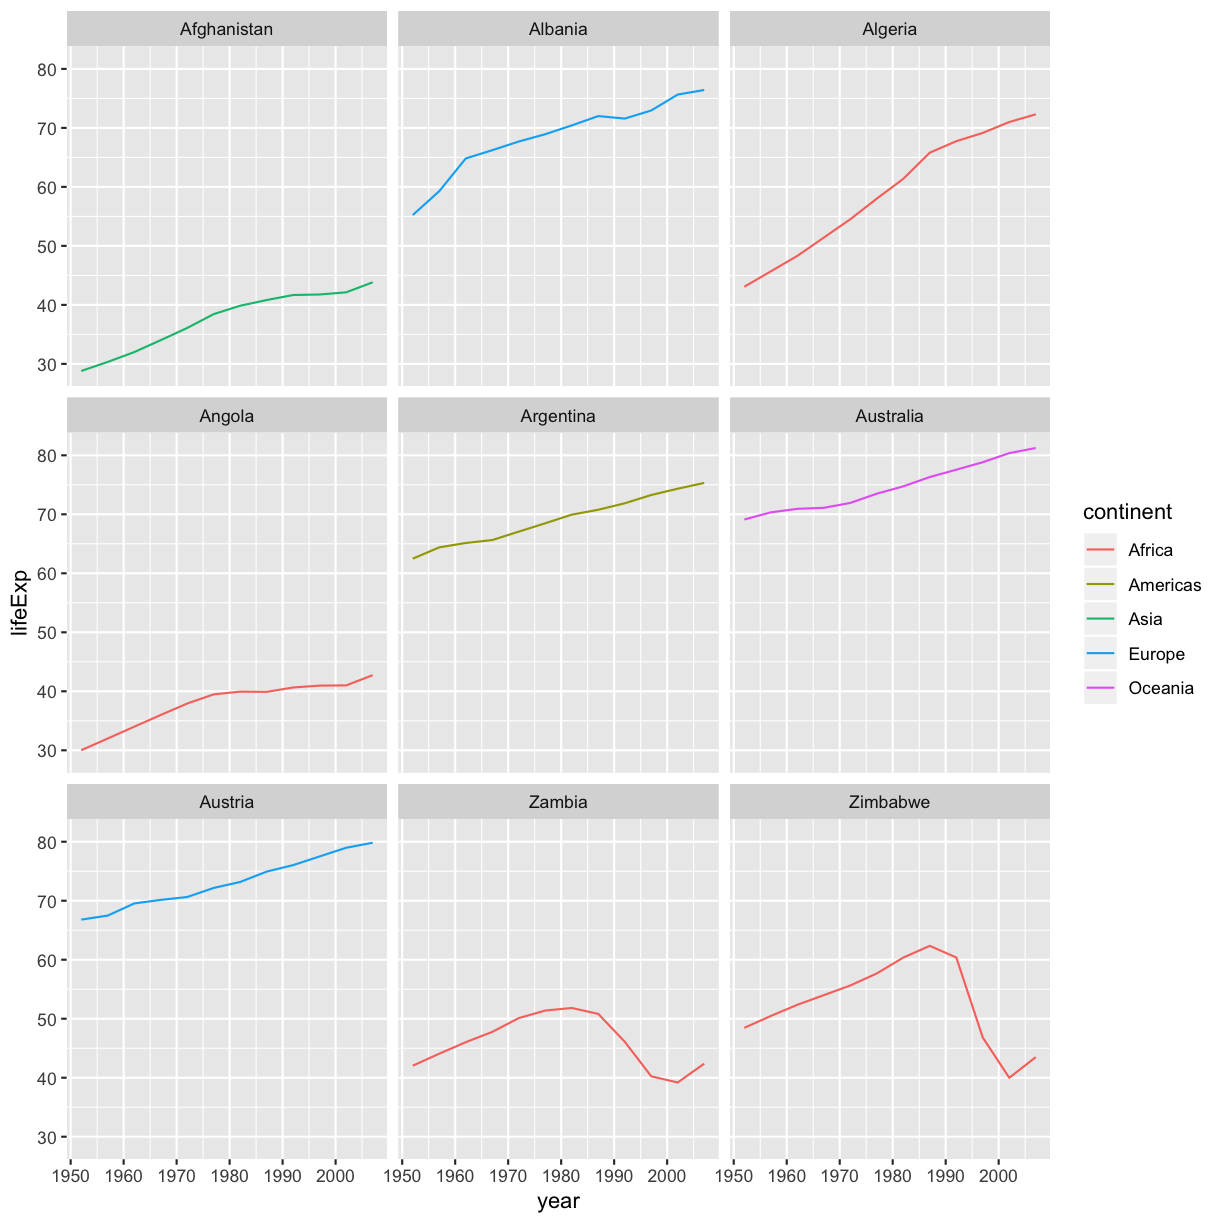 Afghanistan Albania Algeria
80
70
60
50
40
30
Angola Argentina Australia
80
70
60
50
40
30
Austria Zambia Zimbabwe
80
70
60
50
40
30
1950 1960 1970 1980 1990 2000 1950 1960 1970 1980 1990 2000 1950 1960 1970 1980 1990 2000
year
lifeExp
continent
Africa
Americas
Asia
Europe
Oceania